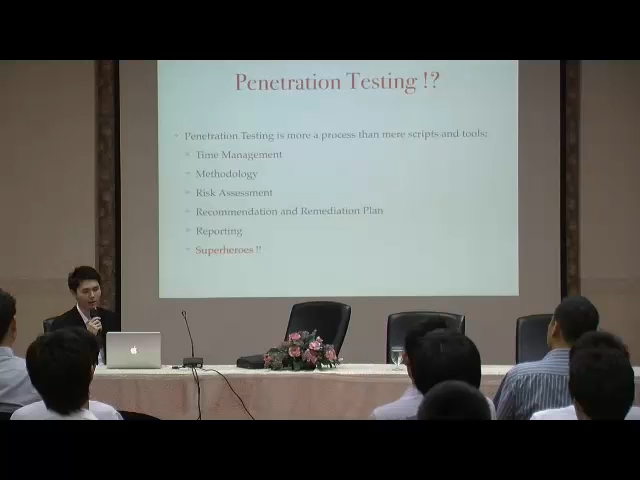 Penetration Testing !?
Penetration Testing is more a process than mere scripts and tools:
Time Management
Methodology
Risk Assessment
Recommendation and Remediation Plan
Reporting
Superheroes !!